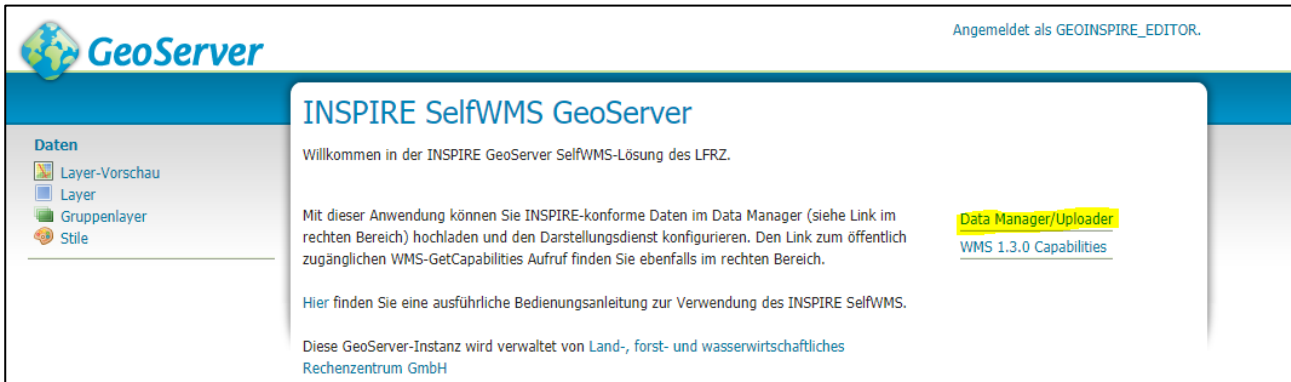 GeoServer
Angemeldet als GEOINSPIRE_EDITOR.
Daten
Layer-Vorschau
Layer
Gruppenlayer
Stile
INSPIRE SelfWMS GeoServer
Willkommen in der INSPIRE GeoServer SelfWMS-Lösung des LFRZ.
Mit dieser Anwendung können Sie INSPIRE-konforme Daten im Data Manager (siehe Link im
rechten Bereich) hochladen und den Darstellungsdienst konfigurieren. Den Link zum öffentlich
zugänglichen WMS-GetCapabilities Aufruf finden Sie ebenfalls im rechten Bereich.
Hier finden Sie eine ausführliche Bedienungsanleitung zur Verwendung des INSPIRE SelfWMS.
Diese GeoServer-Instanz wird verwaltet von Land-, forst- und wasserwirtschaftliches
Rechenzentrum GmbH
Data Manager/Uploader
WMS 1.3.0 Capabilities